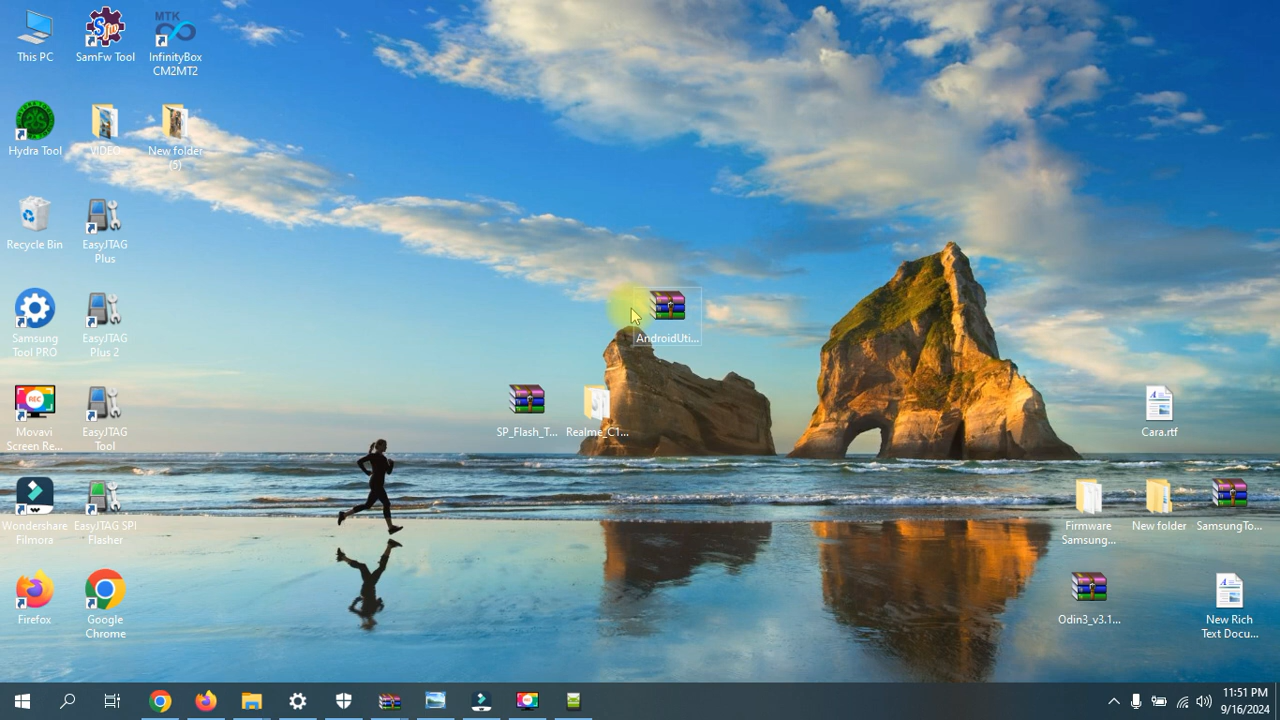 This PC
SamFw Tool
MTK
InfinityBox
CM2MT2
Hydra Tool
VIDEO
New folder
(5)
Recycle Bin
EasyJTAG
Plus
Samsung
Tool PRO
EasyJTAG
Plus 2
REC
Movavi
Screen Re...
EasyJTAG
Tool
Wondershare
Filmora
EasyJTAG SPI
Flasher
Firefox
Google
Chrome
AndroidUti...
SP_Flash_T...
Realme_C1...
Cara.rtf
Firmware
Samsung...
New folder
SamsungTo...
Odin3_v3.1...
New Rich
Text Docu...
11:51 PM
9/16/2024